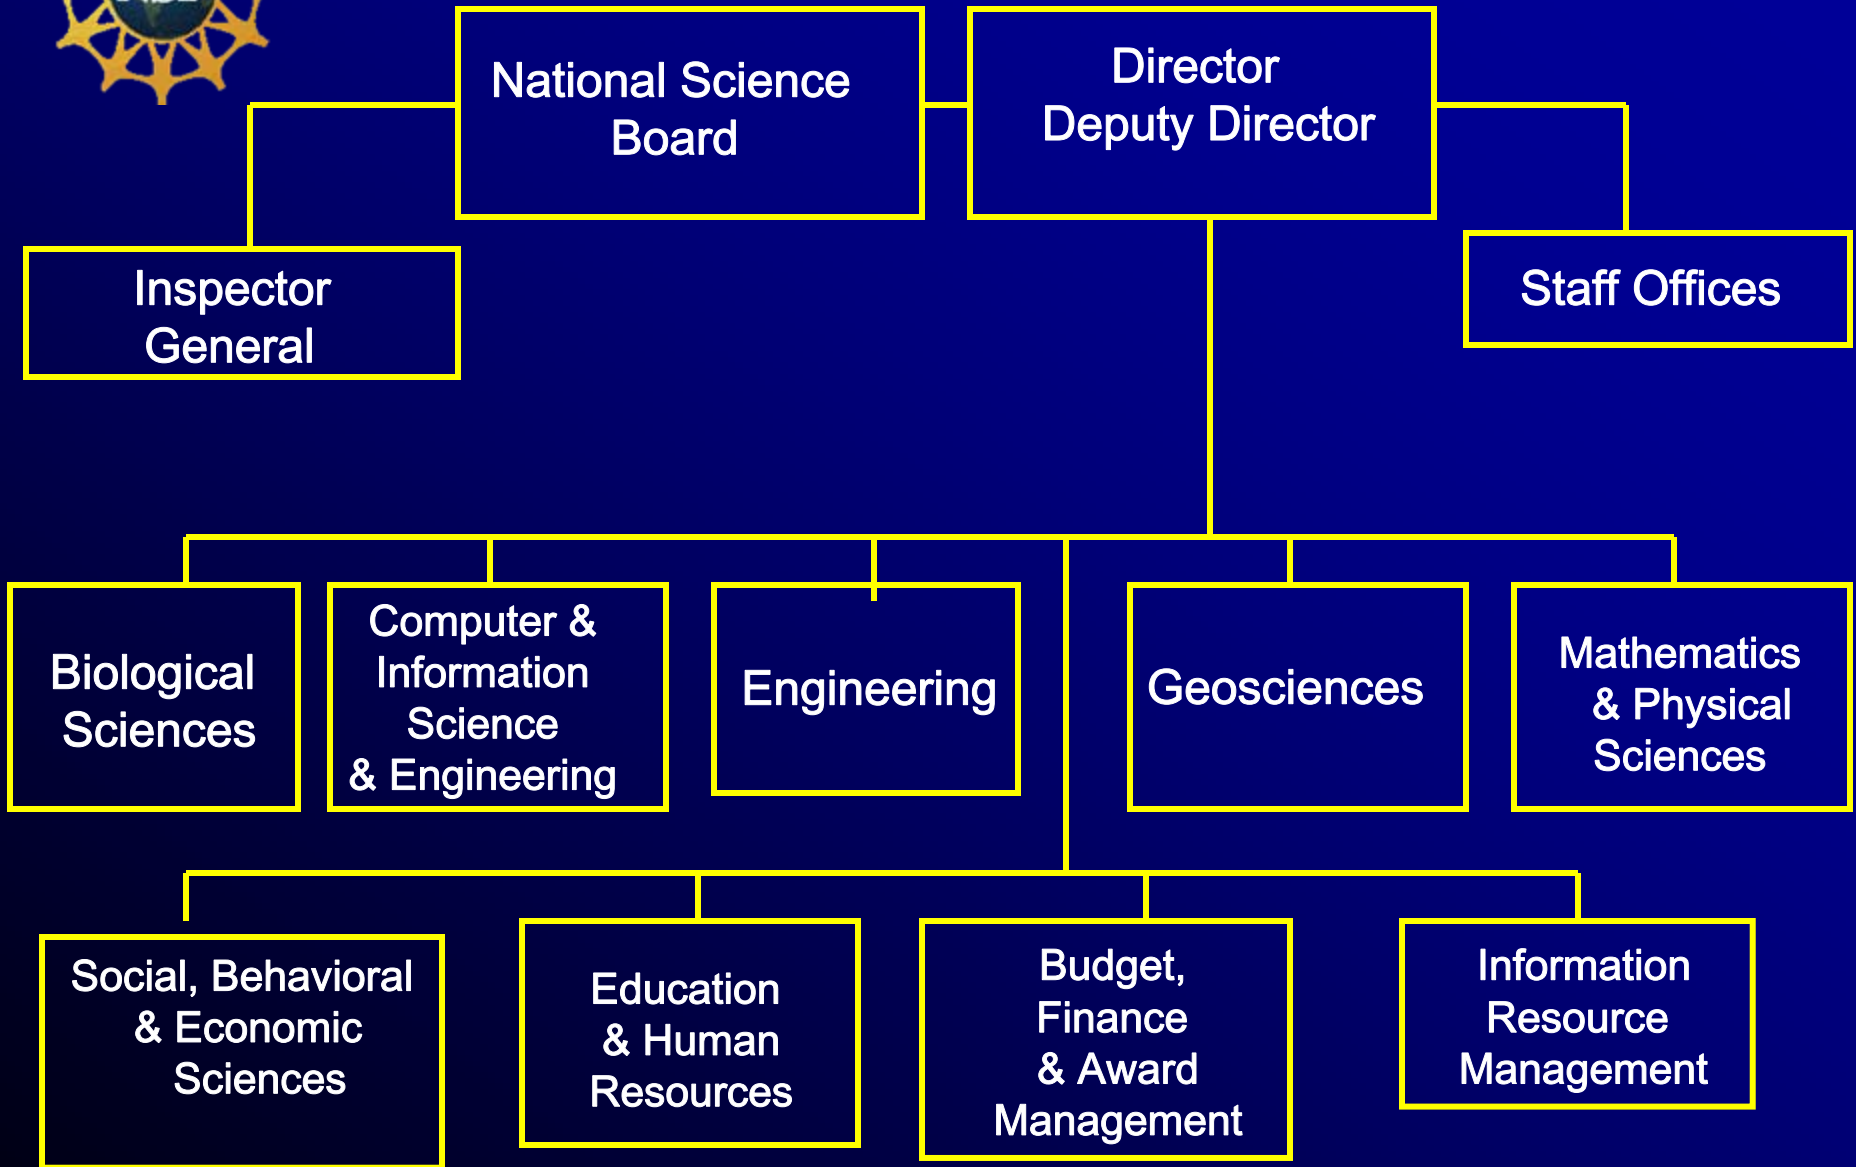 National Science
Board
Director
Deputy Director
Inspector
General
Staff Offices
Biological
Sciences
Computer &
Information
Science
& Engineering
Engineering
Geosciences
Mathematics
& Physical
Sciences
Social, Behavioral
& Economic
Sciences
Education
& Human
Resources
Budget,
Finance
& Award
Management
Information
Resource
Management